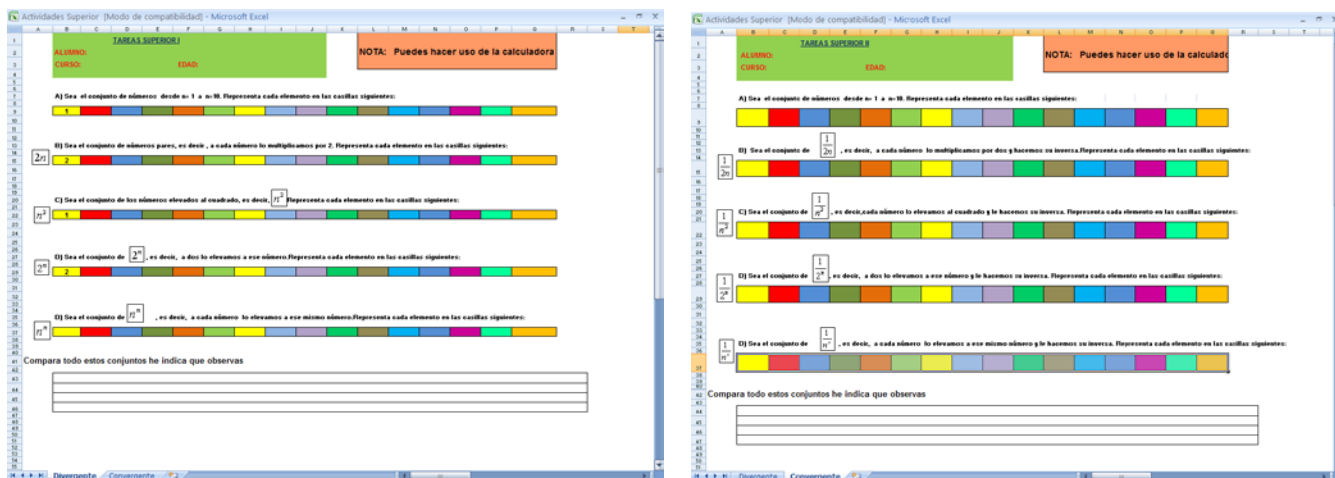 Actividades Superior [Modo de compatibilidad] - Microsoft Excel
TAREAS SUPERIOR I
ALUMNO:
CURSO: EDAD:
NOTA: Puedes hacer uso de la calculadora
A) Sea el conjunto de números desde n= 1 a n=10. Representa cada elemento en las casillas siguientes:
1
B) Sea el conjunto de números pares, es decir , a cada número lo multiplicamos por 2. Representa cada elemento en las casillas siguientes:
2n 2
C) Sea el conjunto de los números elevados al cuadrado, es decir, n² Representa cada elemento en las casillas siguientes:
n² 1
D) Sea el conjunto de 2ⁿ , es decir, a dos lo elevamos a ese número.Representa cada elemento en las casillas siguientes:
2ⁿ 2
D) Sea el conjunto de nⁿ , es decir, a cada número lo elevamos a ese mismo número.Representa cada elemento en las casillas siguientes:
nⁿ
Compara todo estos conjuntos he indica que observas
Divergente Convergente
Actividades Superior [Modo de compatibilidad] - Microsoft Excel
TAREAS SUPERIOR II
ALUMNO:
CURSO: EDAD:
NOTA: Puedes hacer uso de la calculado
A) Sea el conjunto de números desde n= 1 a n=10. Representa cada elemento en las casillas siguientes:
B) Sea el conjunto de 1/2n , es decir, a cada número lo multiplicamos por dos y hacemos su inversa.Representa cada elemento en las casillas siguientes:
1/2n
C) Sea el conjunto de 1/n² , es decir,cada número lo elevamos al cuadrado y le hacemos su inversa. Representa cada elemento en las casillas siguientes:
1/n²
D) Sea el conjunto de 1/2ⁿ , es decir, a dos lo elevamos a ese número y le hacemos su inversa. Representa cada elemento en las casillas siguientes:
1/2ⁿ
D) Sea el conjunto de 1/nⁿ , es decir, a cada número lo elevamos a ese mismo número y le hacemos su inversa. Representa cada elemento en las casillas siguientes:
1/nⁿ
Compara todo estos conjuntos he indica que observas
Divergente Convergente